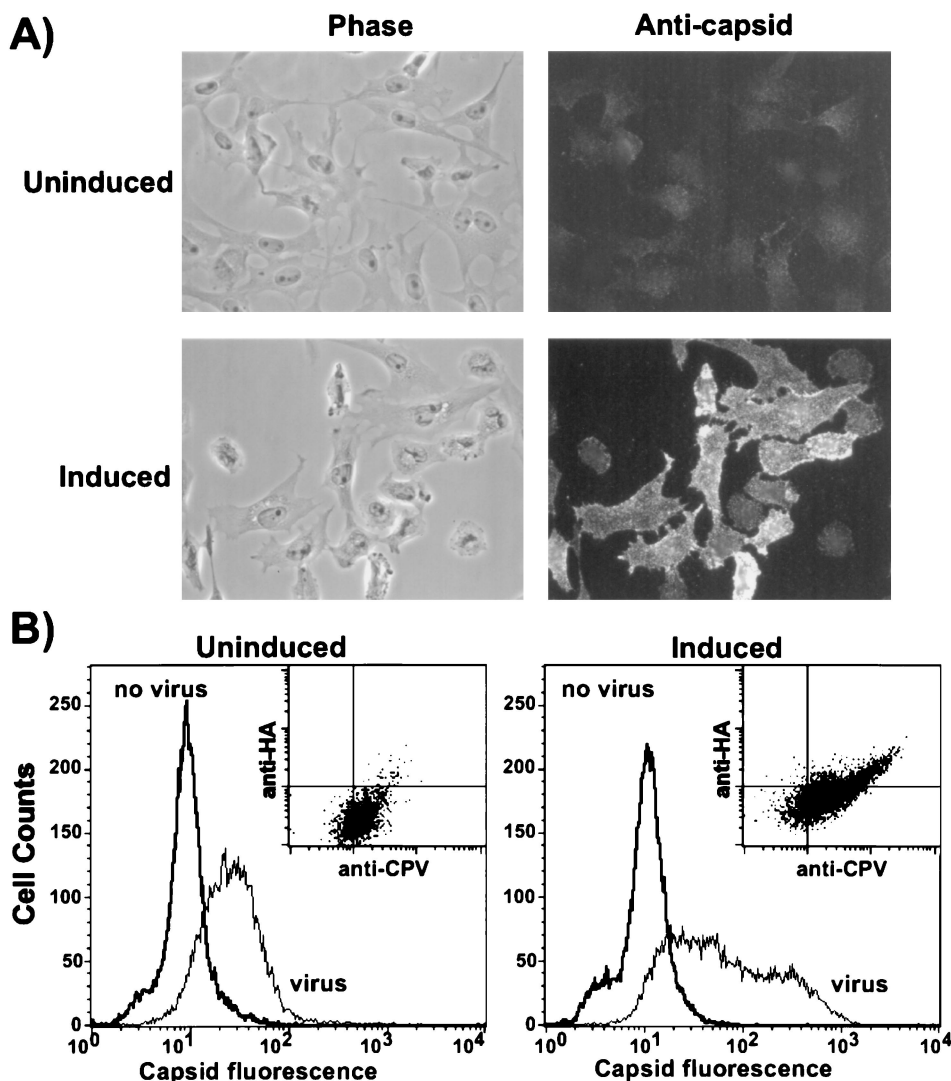 A)
Phase
Anti-capsid
Uninduced
Induced
B)
Uninduced
Induced
no virus
virus
250
200
150
100
50
0
Cell Counts
10^0 10^1 10^2 10^3 10^4
Capsid fluorescence
anti-HA
anti-CPV
no virus
virus
250
200
150
100
50
0
10^0 10^1 10^2 10^3 10^4
Capsid fluorescence
anti-HA
anti-CPV